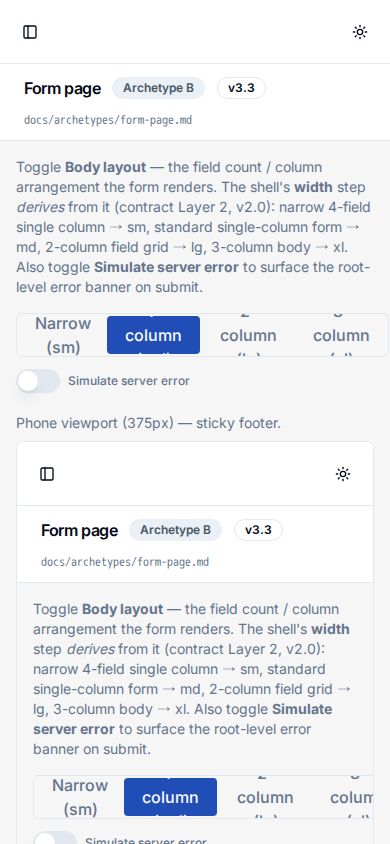 Form page Archetype B v3.3
docs/archetypes/form-page.md
Toggle Body layout — the field count / column
arrangement the form renders. The shell's width step
derives from it (contract Layer 2, v2.0): narrow 4-field
single column → sm, standard single-column form →
md, 2-column field grid → lg, 3-column body → xl.
Also toggle Simulate server error to surface the root-
level error banner on submit.
Narrow
(sm)
column
column
column
Simulate server error
Phone viewport (375px) — sticky footer.
Form page Archetype B v3.3
docs/archetypes/form-page.md
Toggle Body layout — the field count / column
arrangement the form renders. The shell's width
step derives from it (contract Layer 2, v2.0):
narrow 4-field single column → sm, standard
single-column form → md, 2-column field grid →
lg, 3-column body → xl. Also toggle Simulate
server error to surface the root-level error
banner on submit.
Narrow
(sm)
column
column
Simulate server error